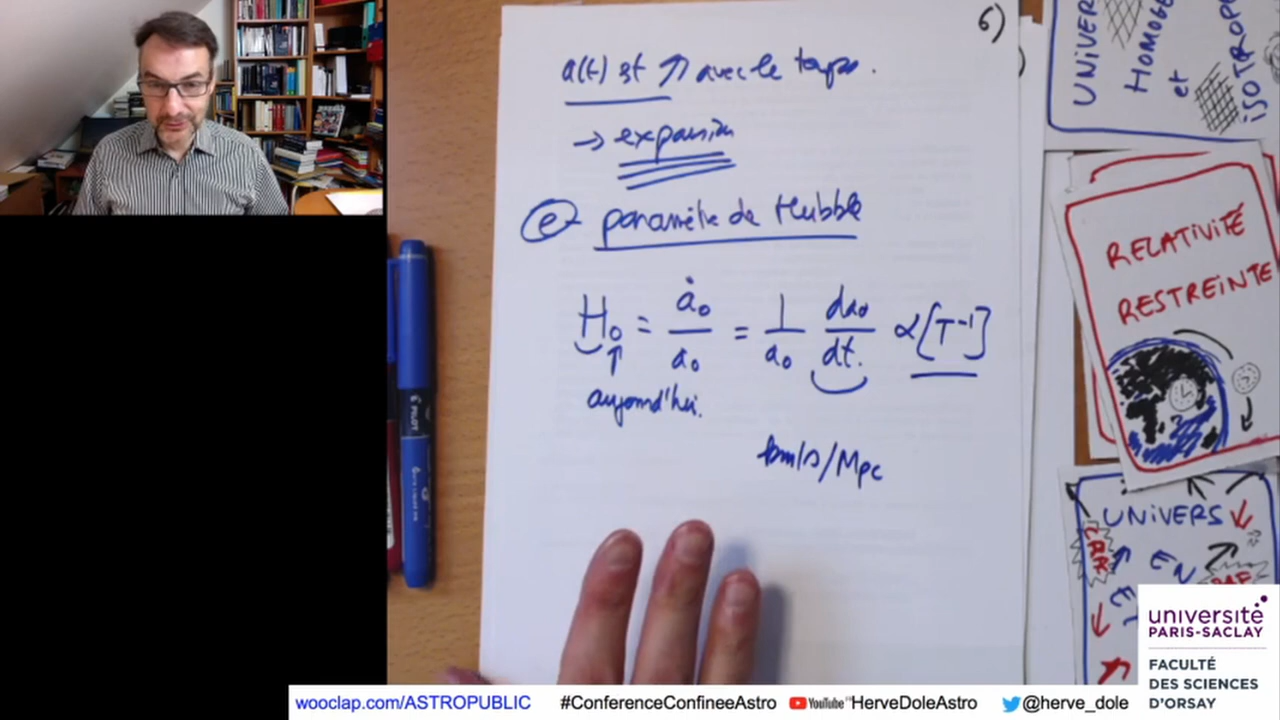 6)
a(t) est ↗ avec le temps.
→ expansion
e paramètre de Hubble
H₀ = ȧ₀/a₀ = 1/a₀ da₀/dt. ∝ [T⁻¹]
aujourd'hui.
km/s/Mpc
UNIVERS
HOMOGE
et
ISOTROPE
RELATIVITÉ
RESTREINTE
UNIVERS
EN
wooclap.com/ASTROPUBLIC #ConferenceConfineeAstro YouTube HerveDoleAstro @herve_dole
université
PARIS-SACLAY
FACULTÉ
DES SCIENCES
D'ORSAY